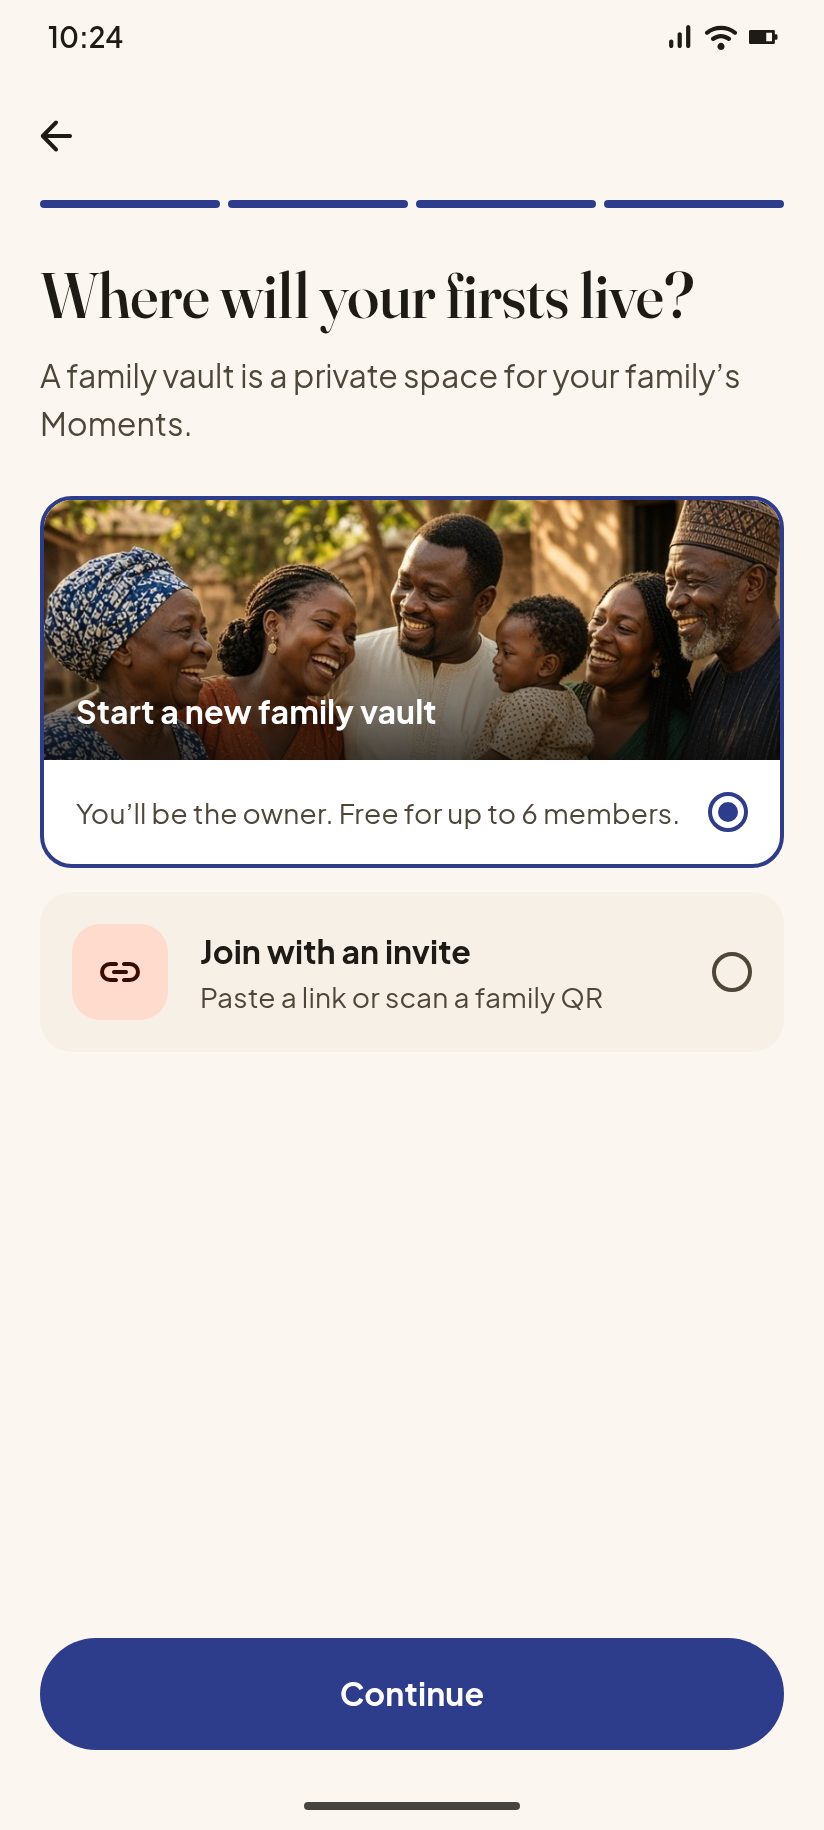 10:24
Where will your firsts live?
A family vault is a private space for your family’s
Moments.
Start a new family vault
You’ll be the owner. Free for up to 6 members.
Join with an invite
Paste a link or scan a family QR
Continue